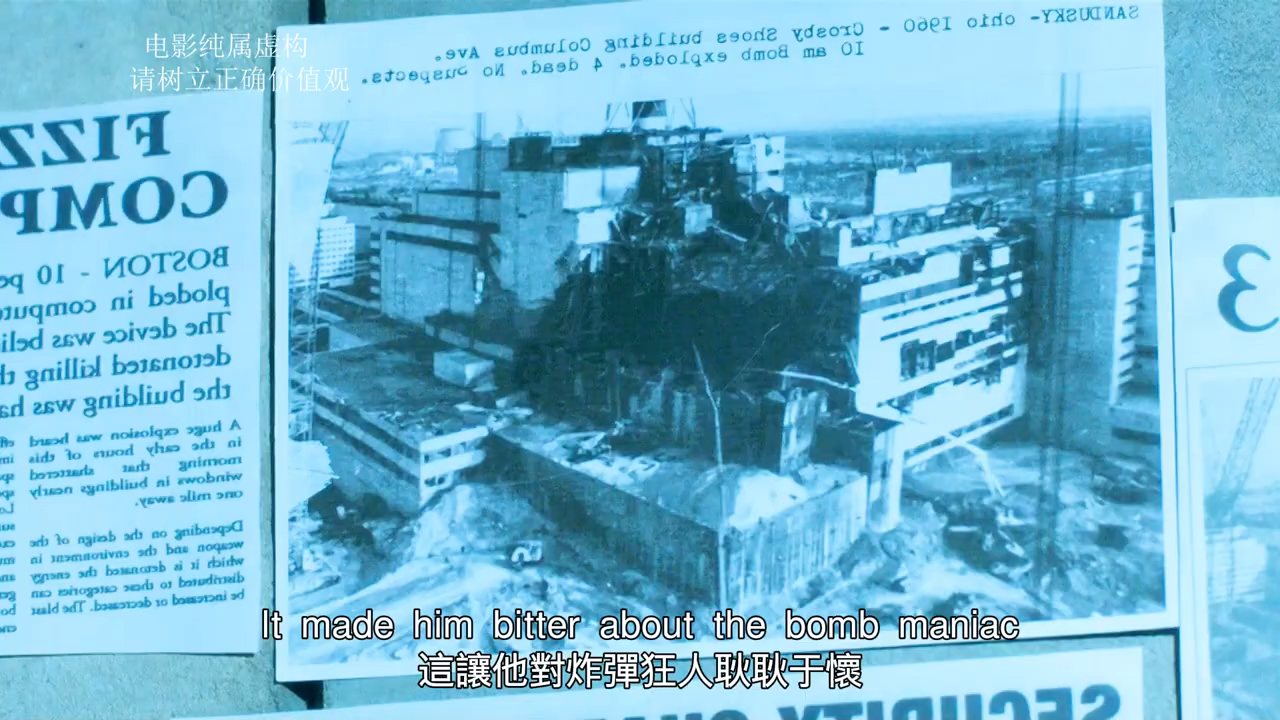 电影纯属虚构
请树立正确价值观
SANDUSKY- ohio 1960 - Crosby Shoes building Columbus Ave.
10 am Bomb exploded. 4 dead. No suspects.
FIZZ
COMP
BOSTON - 10 pe
ploded in comput
The device was beli
detonated killing th
the building was ha
A huge explosion was heard
in the early hours of this
morning that shattered
windows in buildings nearly
one mile away.
Depending on the design of the
weapon and the environment in
which it is detonated the energy
distributed to these categories can
be increased or decreased. The blast
3
SECURITY
It made him bitter about the bomb maniac
這讓他對炸彈狂人耿耿于懷